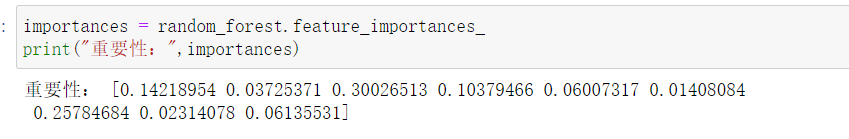 : importances = random_forest.feature_importances_
print("重要性：",importances)
重要性： [0.14218954 0.03725371 0.30026513 0.10379466 0.06007317 0.01408084
0.25784684 0.02314078 0.06135531]